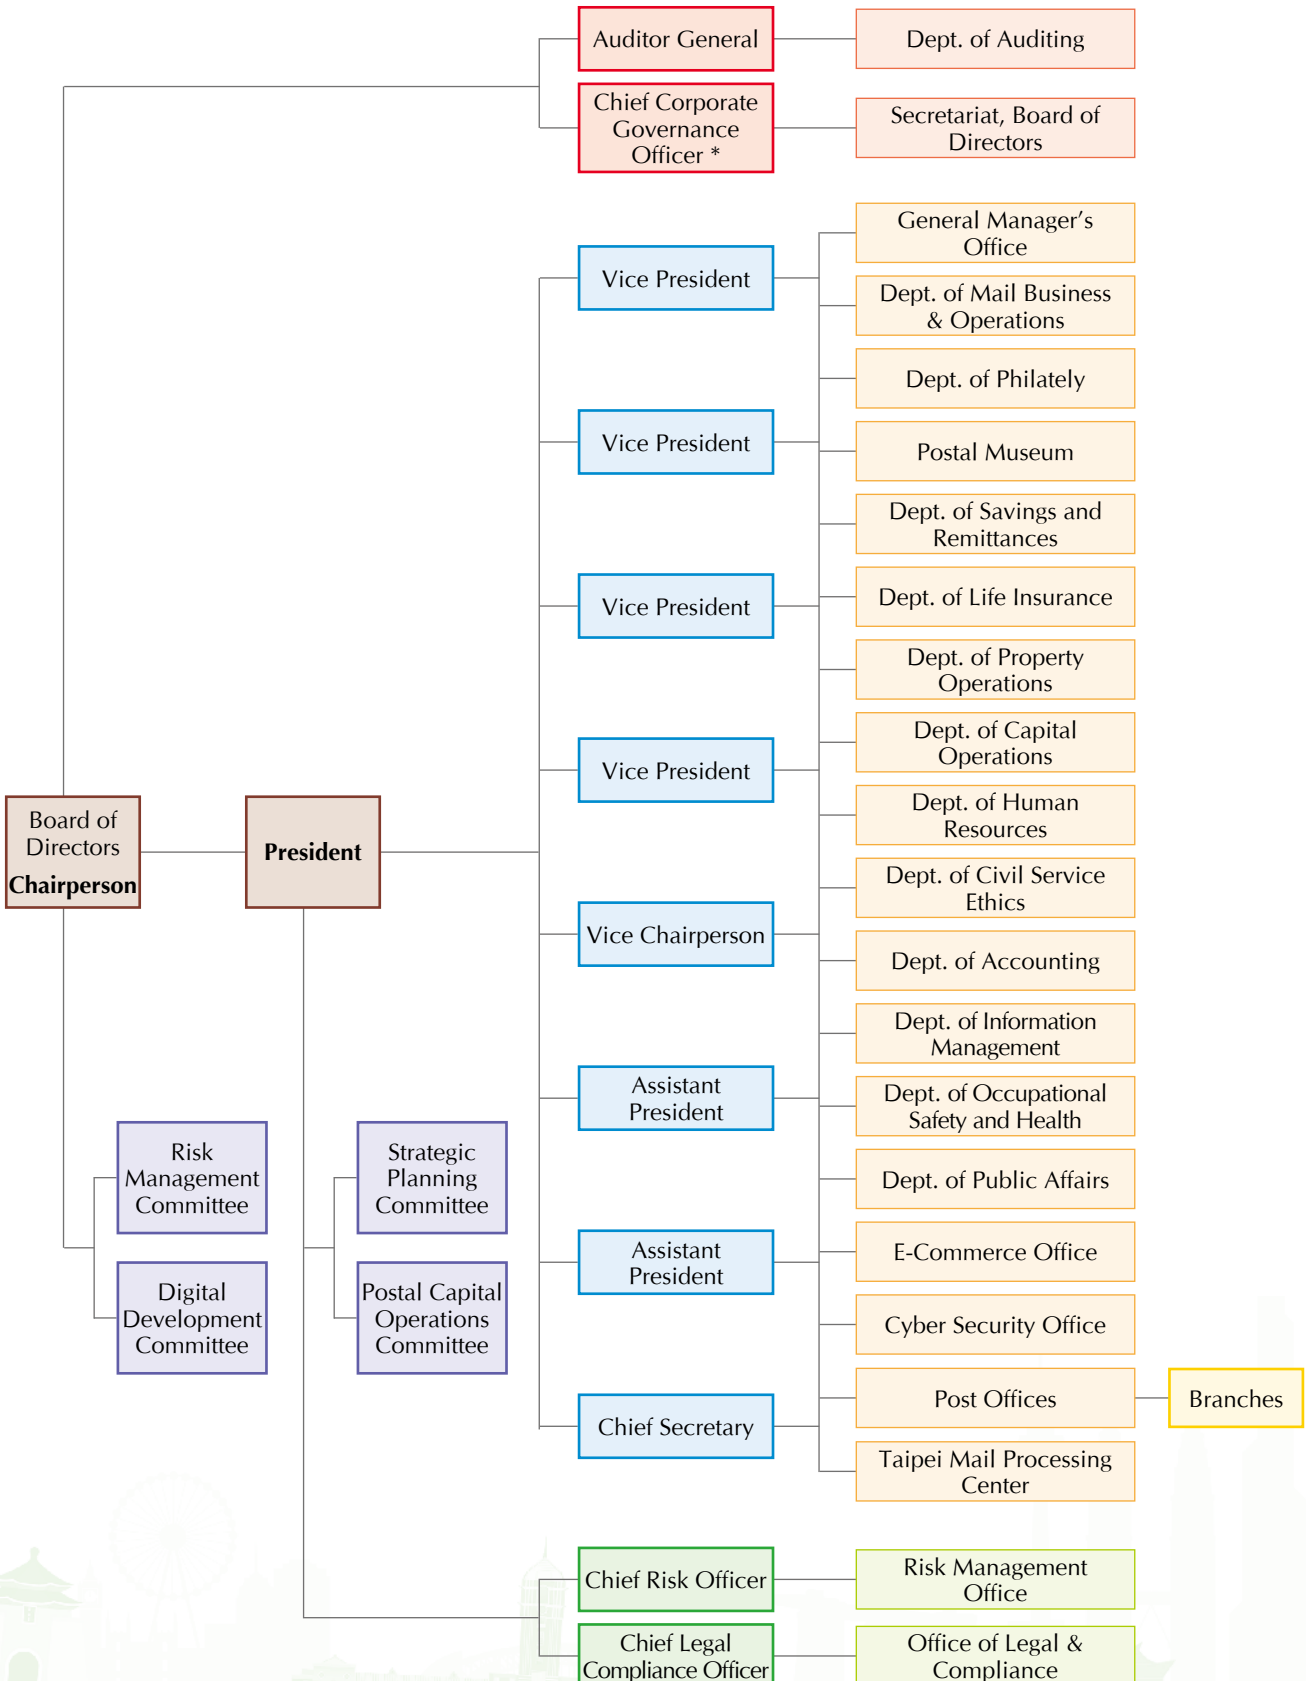 Auditor General
Dept. of Auditing
Chief Corporate
Governance
Officer *
Secretariat, Board of
Directors
General Manager's
Office
Vice President
Dept. of Mail Business
& Operations
Dept. of Philately
Vice President
Postal Museum
Dept. of Savings and
Remittances
Vice President
Dept. of Life Insurance
Dept. of Property
Operations
Vice President
Dept. of Capital
Operations
Board of
Directors
Chairperson
President
Dept. of Human
Resources
Dept. of Civil Service
Ethics
Vice Chairperson
Dept. of Accounting
Dept. of Information
Management
Assistant
President
Dept. of Occupational
Safety and Health
Risk
Management
Committee
Strategic
Planning
Committee
Dept. of Public Affairs
Assistant
President
E-Commerce Office
Digital
Development
Committee
Postal Capital
Operations
Committee
Cyber Security Office
Chief Secretary
Post Offices
Branches
Taipei Mail Processing
Center
Chief Risk Officer
Risk Management
Office
Chief Legal
Compliance Officer
Office of Legal &
Compliance